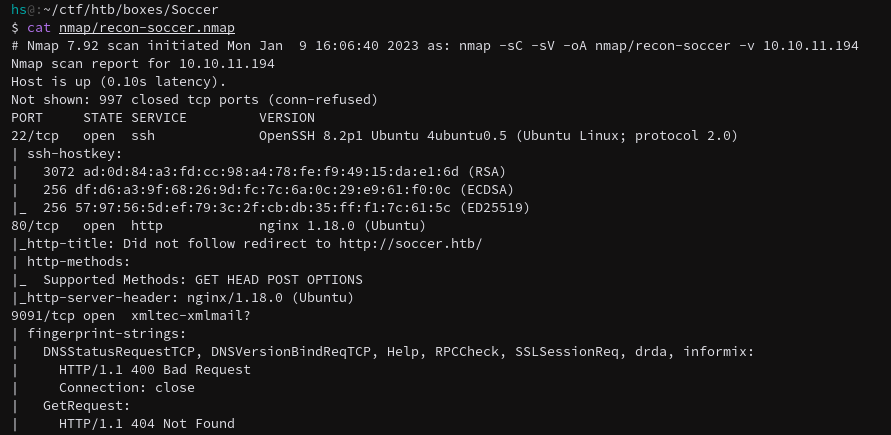 hs@:~/ctf/htb/boxes/Soccer
$ cat nmap/recon-soccer.nmap
# Nmap 7.92 scan initiated Mon Jan  9 16:06:40 2023 as: nmap -sC -sV -oA nmap/recon-soccer -v 10.10.11.194
Nmap scan report for 10.10.11.194
Host is up (0.10s latency).
Not shown: 997 closed tcp ports (conn-refused)
PORT     STATE SERVICE         VERSION
22/tcp   open  ssh             OpenSSH 8.2p1 Ubuntu 4ubuntu0.5 (Ubuntu Linux; protocol 2.0)
| ssh-hostkey:
|   3072 ad:0d:84:a3:fd:cc:98:a4:78:fe:f9:49:15:da:e1:6d (RSA)
|   256 df:d6:a3:9f:68:26:9d:fc:7c:6a:0c:29:e9:61:f0:0c (ECDSA)
|_  256 57:97:56:5d:ef:79:3c:2f:cb:db:35:ff:f1:7c:61:5c (ED25519)
80/tcp   open  http            nginx 1.18.0 (Ubuntu)
|_http-title: Did not follow redirect to http://soccer.htb/
| http-methods:
|_  Supported Methods: GET HEAD POST OPTIONS
|_http-server-header: nginx/1.18.0 (Ubuntu)
9091/tcp open  xmltec-xmlmail?
| fingerprint-strings:
|   DNSStatusRequestTCP, DNSVersionBindReqTCP, Help, RPCCheck, SSLSessionReq, drda, informix:
|     HTTP/1.1 400 Bad Request
|     Connection: close
|   GetRequest:
|     HTTP/1.1 404 Not Found